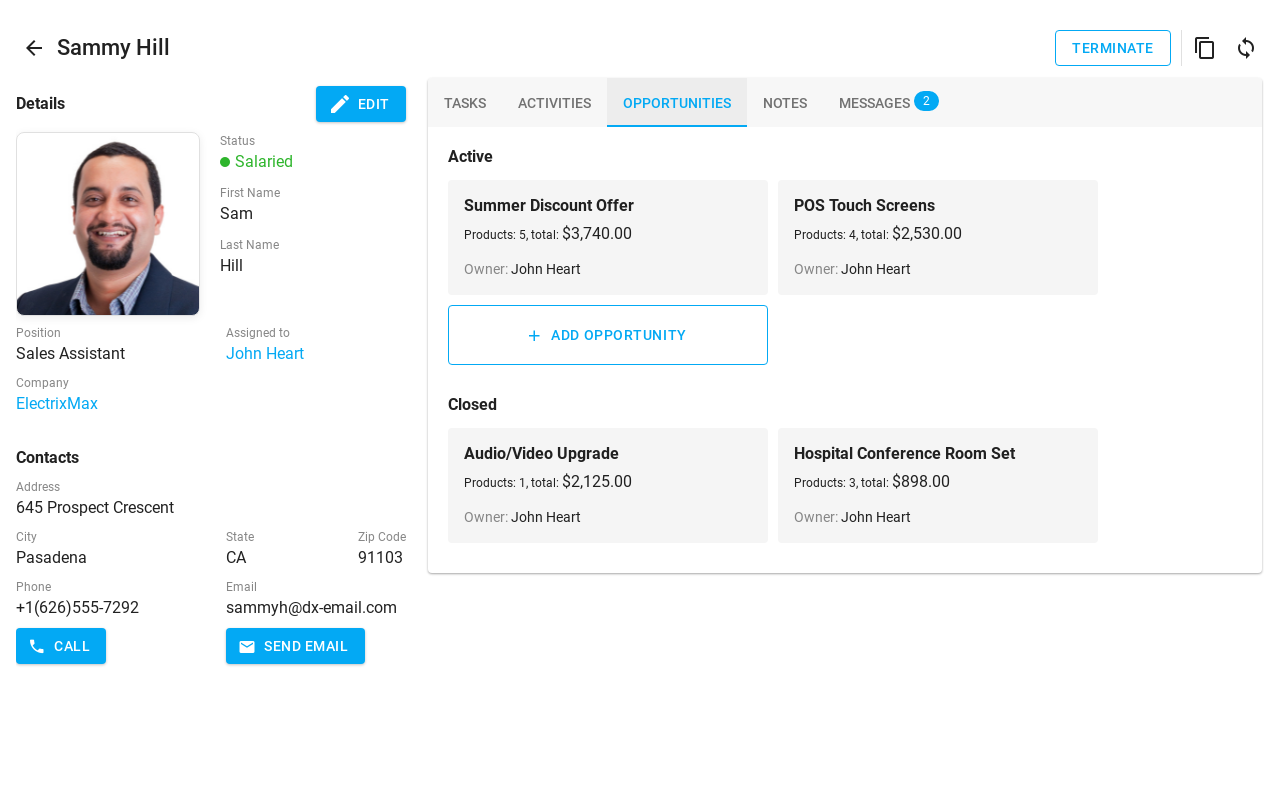 Sammy Hill
TERMINATE
Details
EDIT
Status
Salaried
First Name
Sam
Last Name
Hill
Position
Sales Assistant
Assigned to
John Heart
Company
ElectrixMax
Contacts
Address
645 Prospect Crescent
City
Pasadena
State
CA
Zip Code
91103
Phone
+1(626)555-7292
Email
sammyh@dx-email.com
CALL
SEND EMAIL
TASKS ACTIVITIES OPPORTUNITIES NOTES MESSAGES 2
Active
Summer Discount Offer
Products: 5, total: $3,740.00
Owner: John Heart
POS Touch Screens
Products: 4, total: $2,530.00
Owner: John Heart
ADD OPPORTUNITY
Closed
Audio/Video Upgrade
Products: 1, total: $2,125.00
Owner: John Heart
Hospital Conference Room Set
Products: 3, total: $898.00
Owner: John Heart